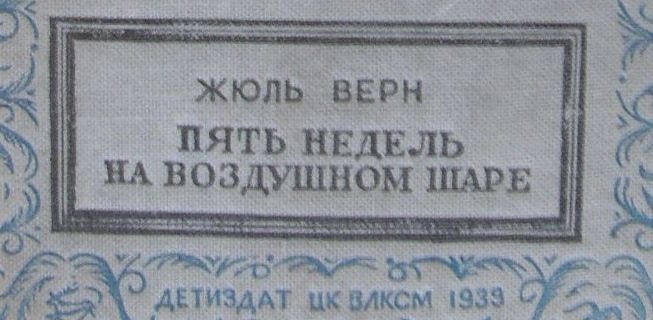 ЖЮЛЬ ВЕРН
ПЯТЬ НЕДЕЛЬ
НА ВОЗДУШНОМ ШАРЕ
ДЕТИЗДАТ ЦК ВЛКСМ 1939